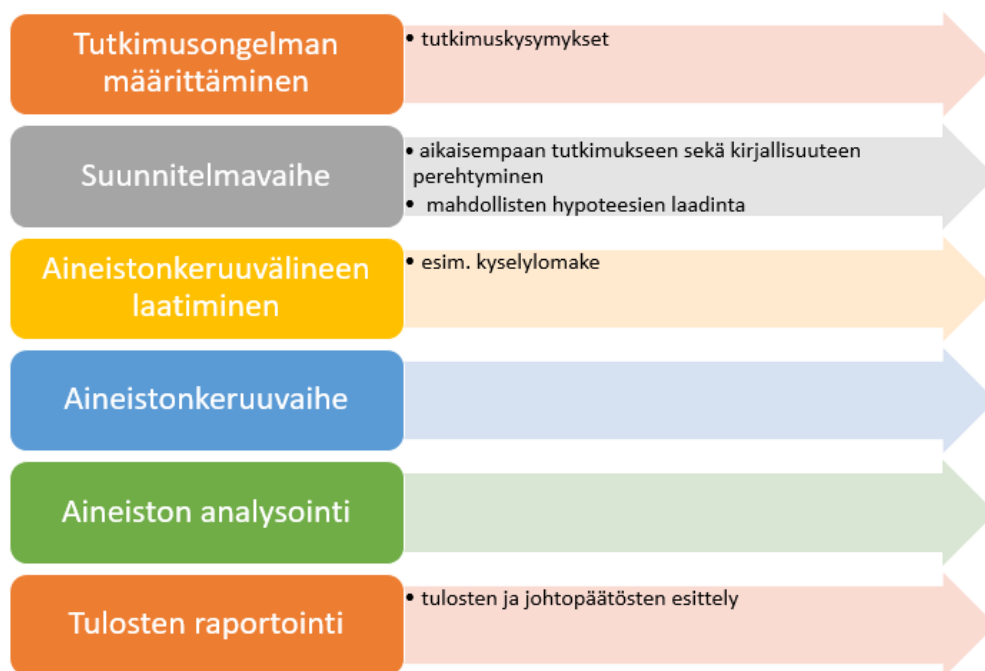 Tutkimusongelman
määrittäminen
• tutkimuskysymykset
Suunnitelmavaihe
• aikaisempaan tutkimukseen sekä kirjallisuuteen
perehtyminen
• mahdollisten hypoteesien laadinta
Aineistonkeruuvälineen
laatiminen
• esim. kyselylomake
Aineistonkeruuvaihe
Aineiston analysointi
Tulosten raportointi
• tulosten ja johtopäätösten esittely